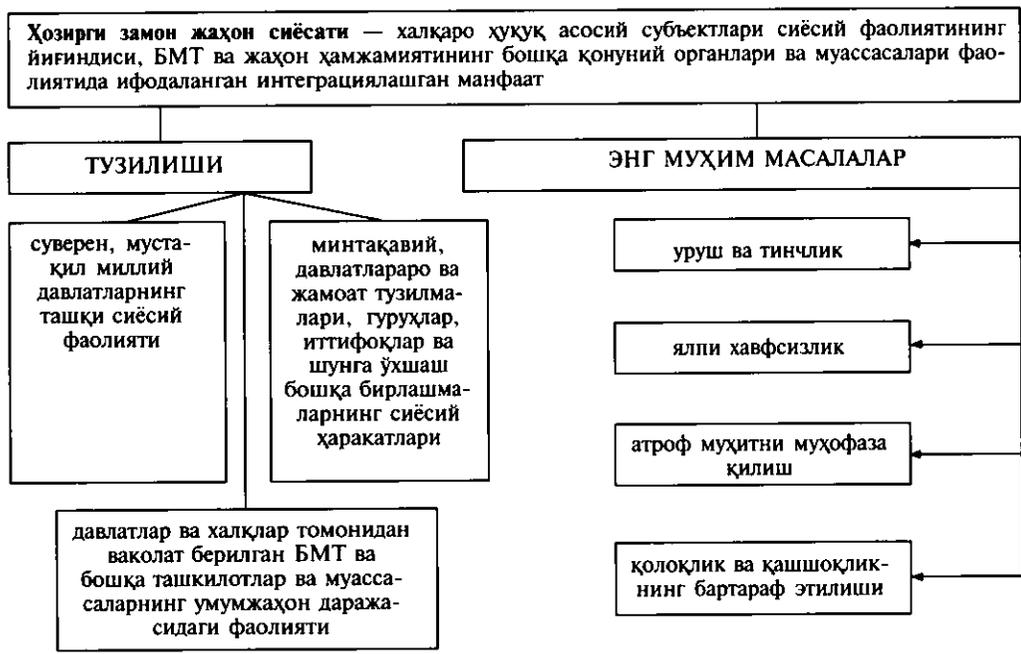 Ҳозирги замон жаҳон сиёсати — халқаро ҳуқуқ асосий субъектлари сиёсий фаолиятининг
йиғиндиси, БМТ ва жаҳон ҳамжамиятининг бошқа қонуний органлари ва муассасалари фао-
лиятида ифодаланган интеграциялашган манфаат
ТУЗИЛИШИ
ЭНГ МУҲИМ МАСАЛАЛАР
суверен, муста-
қил миллий
давлатларнинг
ташқи сиёсий
фаолияти
минтақавий,
давлатлараро ва
жамоат тузилма-
лари, гуруҳлар,
иттифоқлар ва
шунга ўхшаш
бошқа бирлашма-
ларнинг сиёсий
ҳаракатлари
давлатлар ва халқлар томонидан
ваколат берилган БМТ ва
бошқа ташкилотлар ва муасса-
саларнинг умумжаҳон даража-
сидаги фаолияти
уруш ва тинчлик
ялпи хавфсизлик
атроф муҳитни муҳофаза
қилиш
қолоқлик ва қашшоқлик-
нинг бартараф этилиши